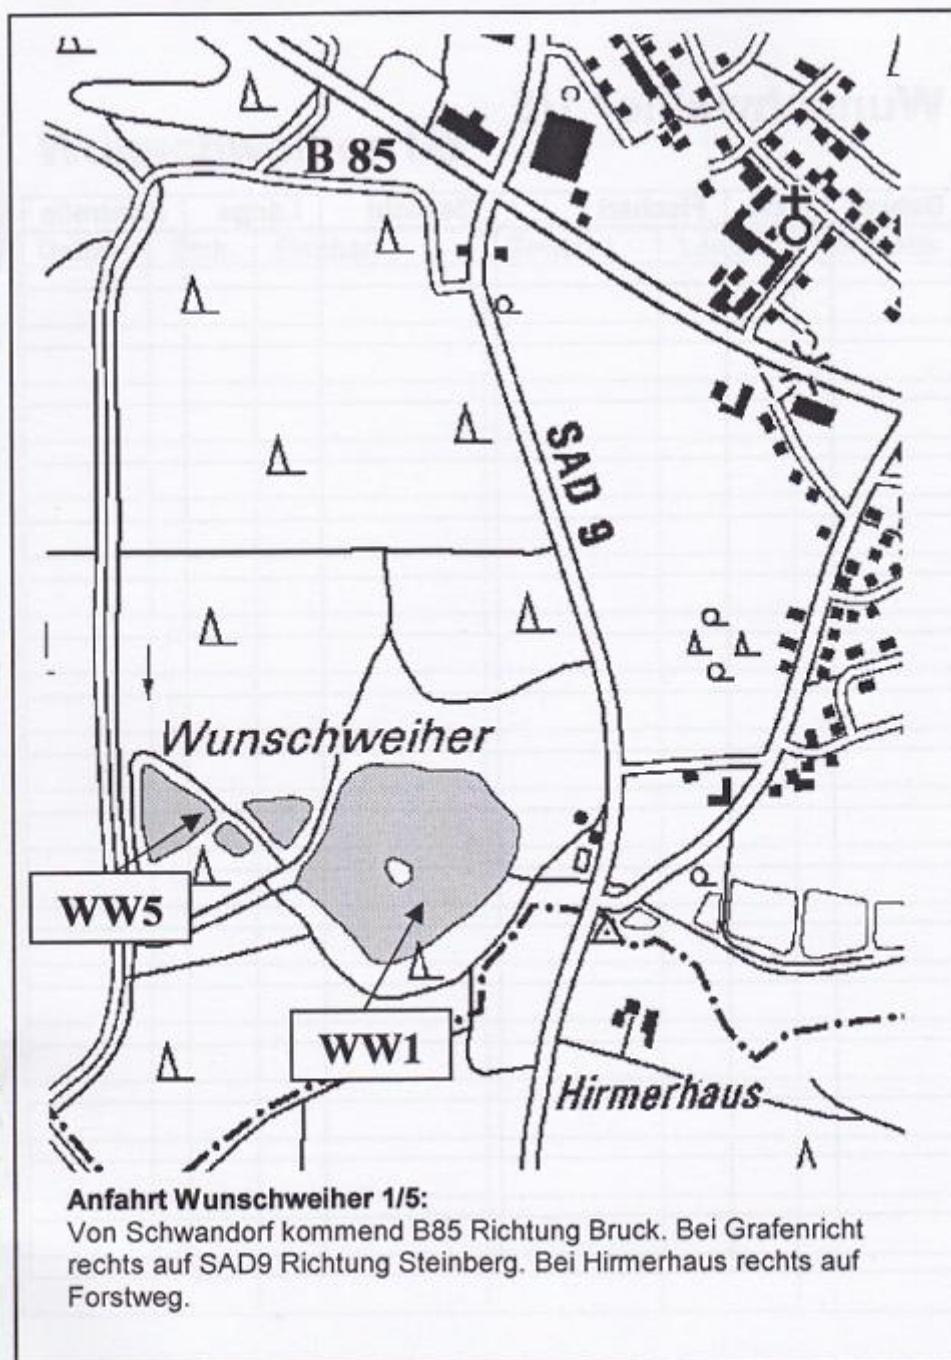 B 85
SAD 9
Wunschweiher
WW5
WW1
Hirmerhaus
Anfahrt Wunschweiher 1/5:
Von Schwandorf kommend B85 Richtung Bruck. Bei Grafenricht
rechts auf SAD9 Richtung Steinberg. Bei Hirmerhaus rechts auf
Forstweg.